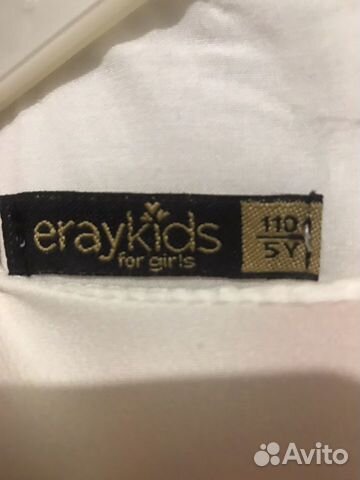 eraykids
for girls
110
5Y
Avito